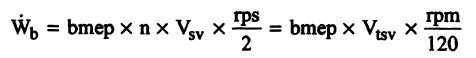 Ẇb = bmep × n × Vsv × rps/2 = bmep × Vtsv × rpm/120